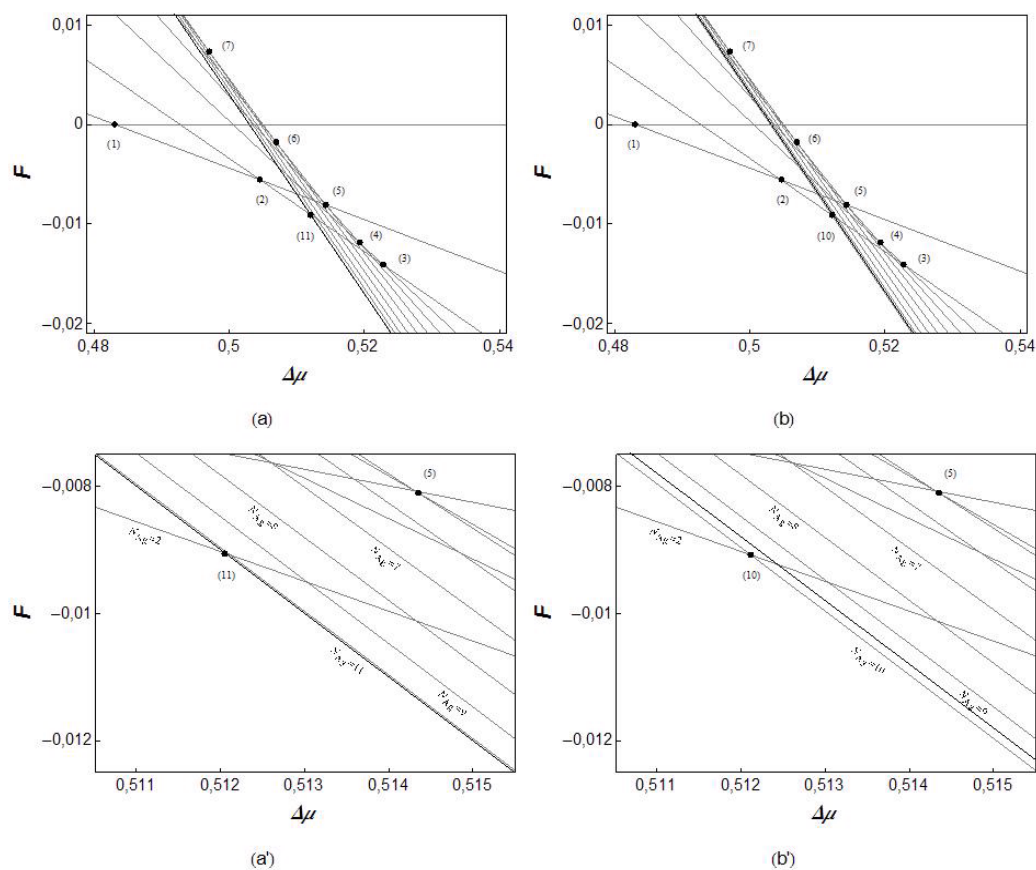 0,01
0
−0,01
−0,02
F
(7)
(6)
(1)
(5)
(2)
(4)
(11)
(3)
0,48
0,5
0,52
0,54
Δμ
(a)
0,01
0
−0,01
−0,02
F
(7)
(6)
(1)
(5)
(2)
(4)
(10)
(3)
0,48
0,5
0,52
0,54
Δμ
(b)
−0,008
−0,01
−0,012
F
(5)
N_Ag=8
N_Ag=2
N_Ag=7
(11)
N_Ag=11
N_Ag=9
0,511
0,512
0,513
0,514
0,515
Δμ
(a')
−0,008
−0,01
−0,012
F
(5)
N_Ag=8
N_Ag=2
N_Ag=7
(10)
N_Ag=10
N_Ag=9
0,511
0,512
0,513
0,514
0,515
Δμ
(b')